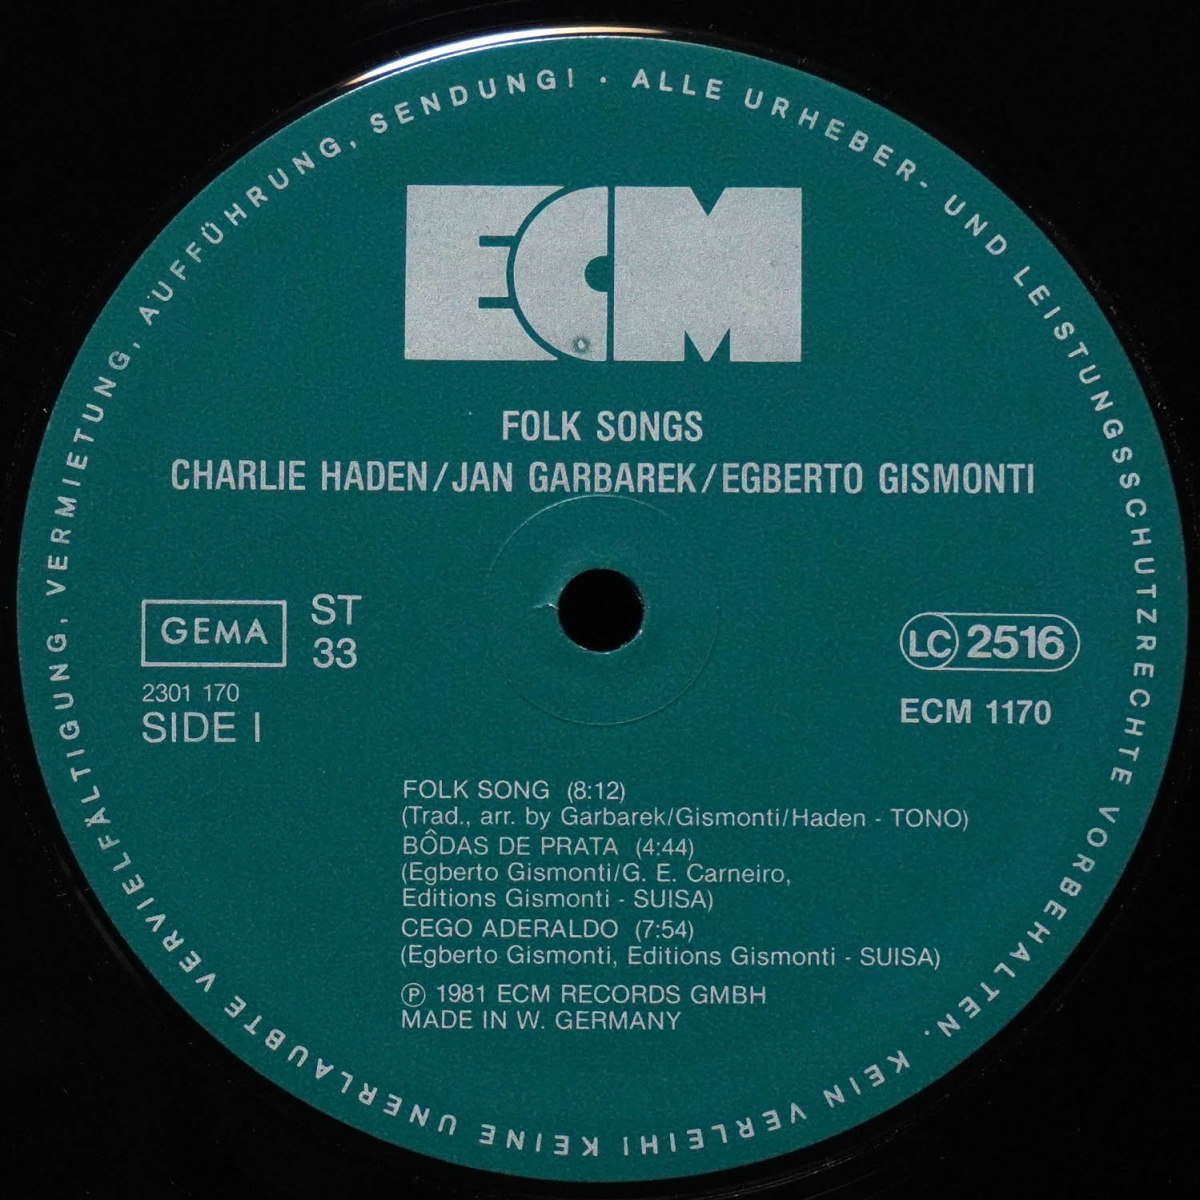 ECM
FOLK SONGS
CHARLIE HADEN/JAN GARBAREK/EGBERTO GISMONTI
GEMA
ST
33
2301 170
SIDE I
LC 2516
ECM 1170
FOLK SONG (8:12)
(Trad., arr. by Garbarek/Gismonti/Haden - TONO)
BÔDAS DE PRATA (4:44)
(Egberto Gismonti/G. E. Carneiro,
Editions Gismonti - SUISA)
CEGO ADERALDO (7:54)
(Egberto Gismonti, Editions Gismonti - SUISA)
Ⓟ 1981 ECM RECORDS GMBH
MADE IN W. GERMANY
ALLE URHEBER- UND LEISTUNGSSCHUTZRECHTE VORBEHALTEN. KEIN VERLEIH! KEINE UNERLAUBTE VERVIELFÄLTIGUNG, VERMIETUNG, AUFFÜHRUNG, SENDUNG! ·